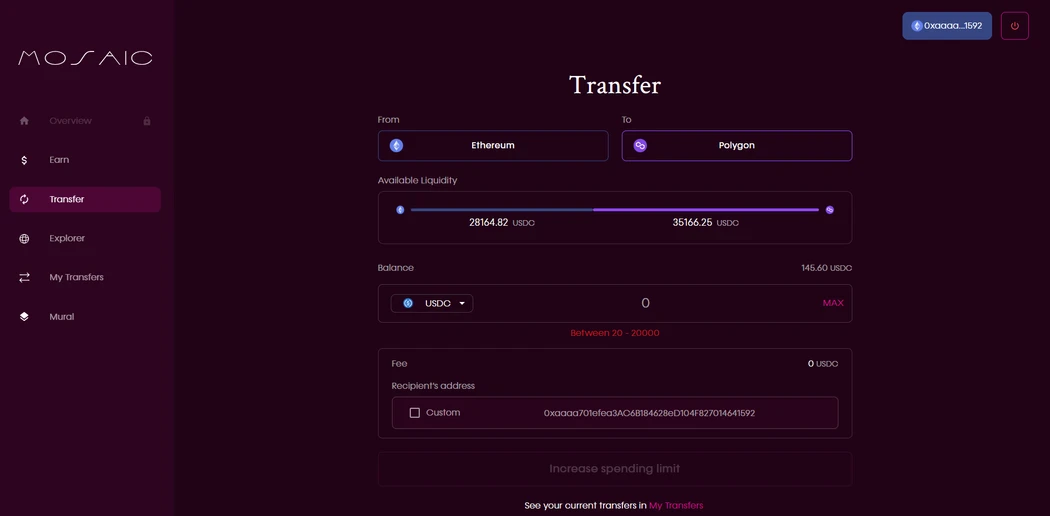 MOSAIC
Overview
Earn
Transfer
Explorer
My Transfers
Mural
0xaaaa...1592
Transfer
From
To
Ethereum
Polygon
Available Liquidity
28164.82 USDC
35166.25 USDC
Balance
145.60 USDC
USDC
0
MAX
Between 20 - 20000
Fee
0 USDC
Recipient's address
Custom
0xaaaa701efea3AC6B184628eD104F827014641592
Increase spending limit
See your current transfers in My Transfers